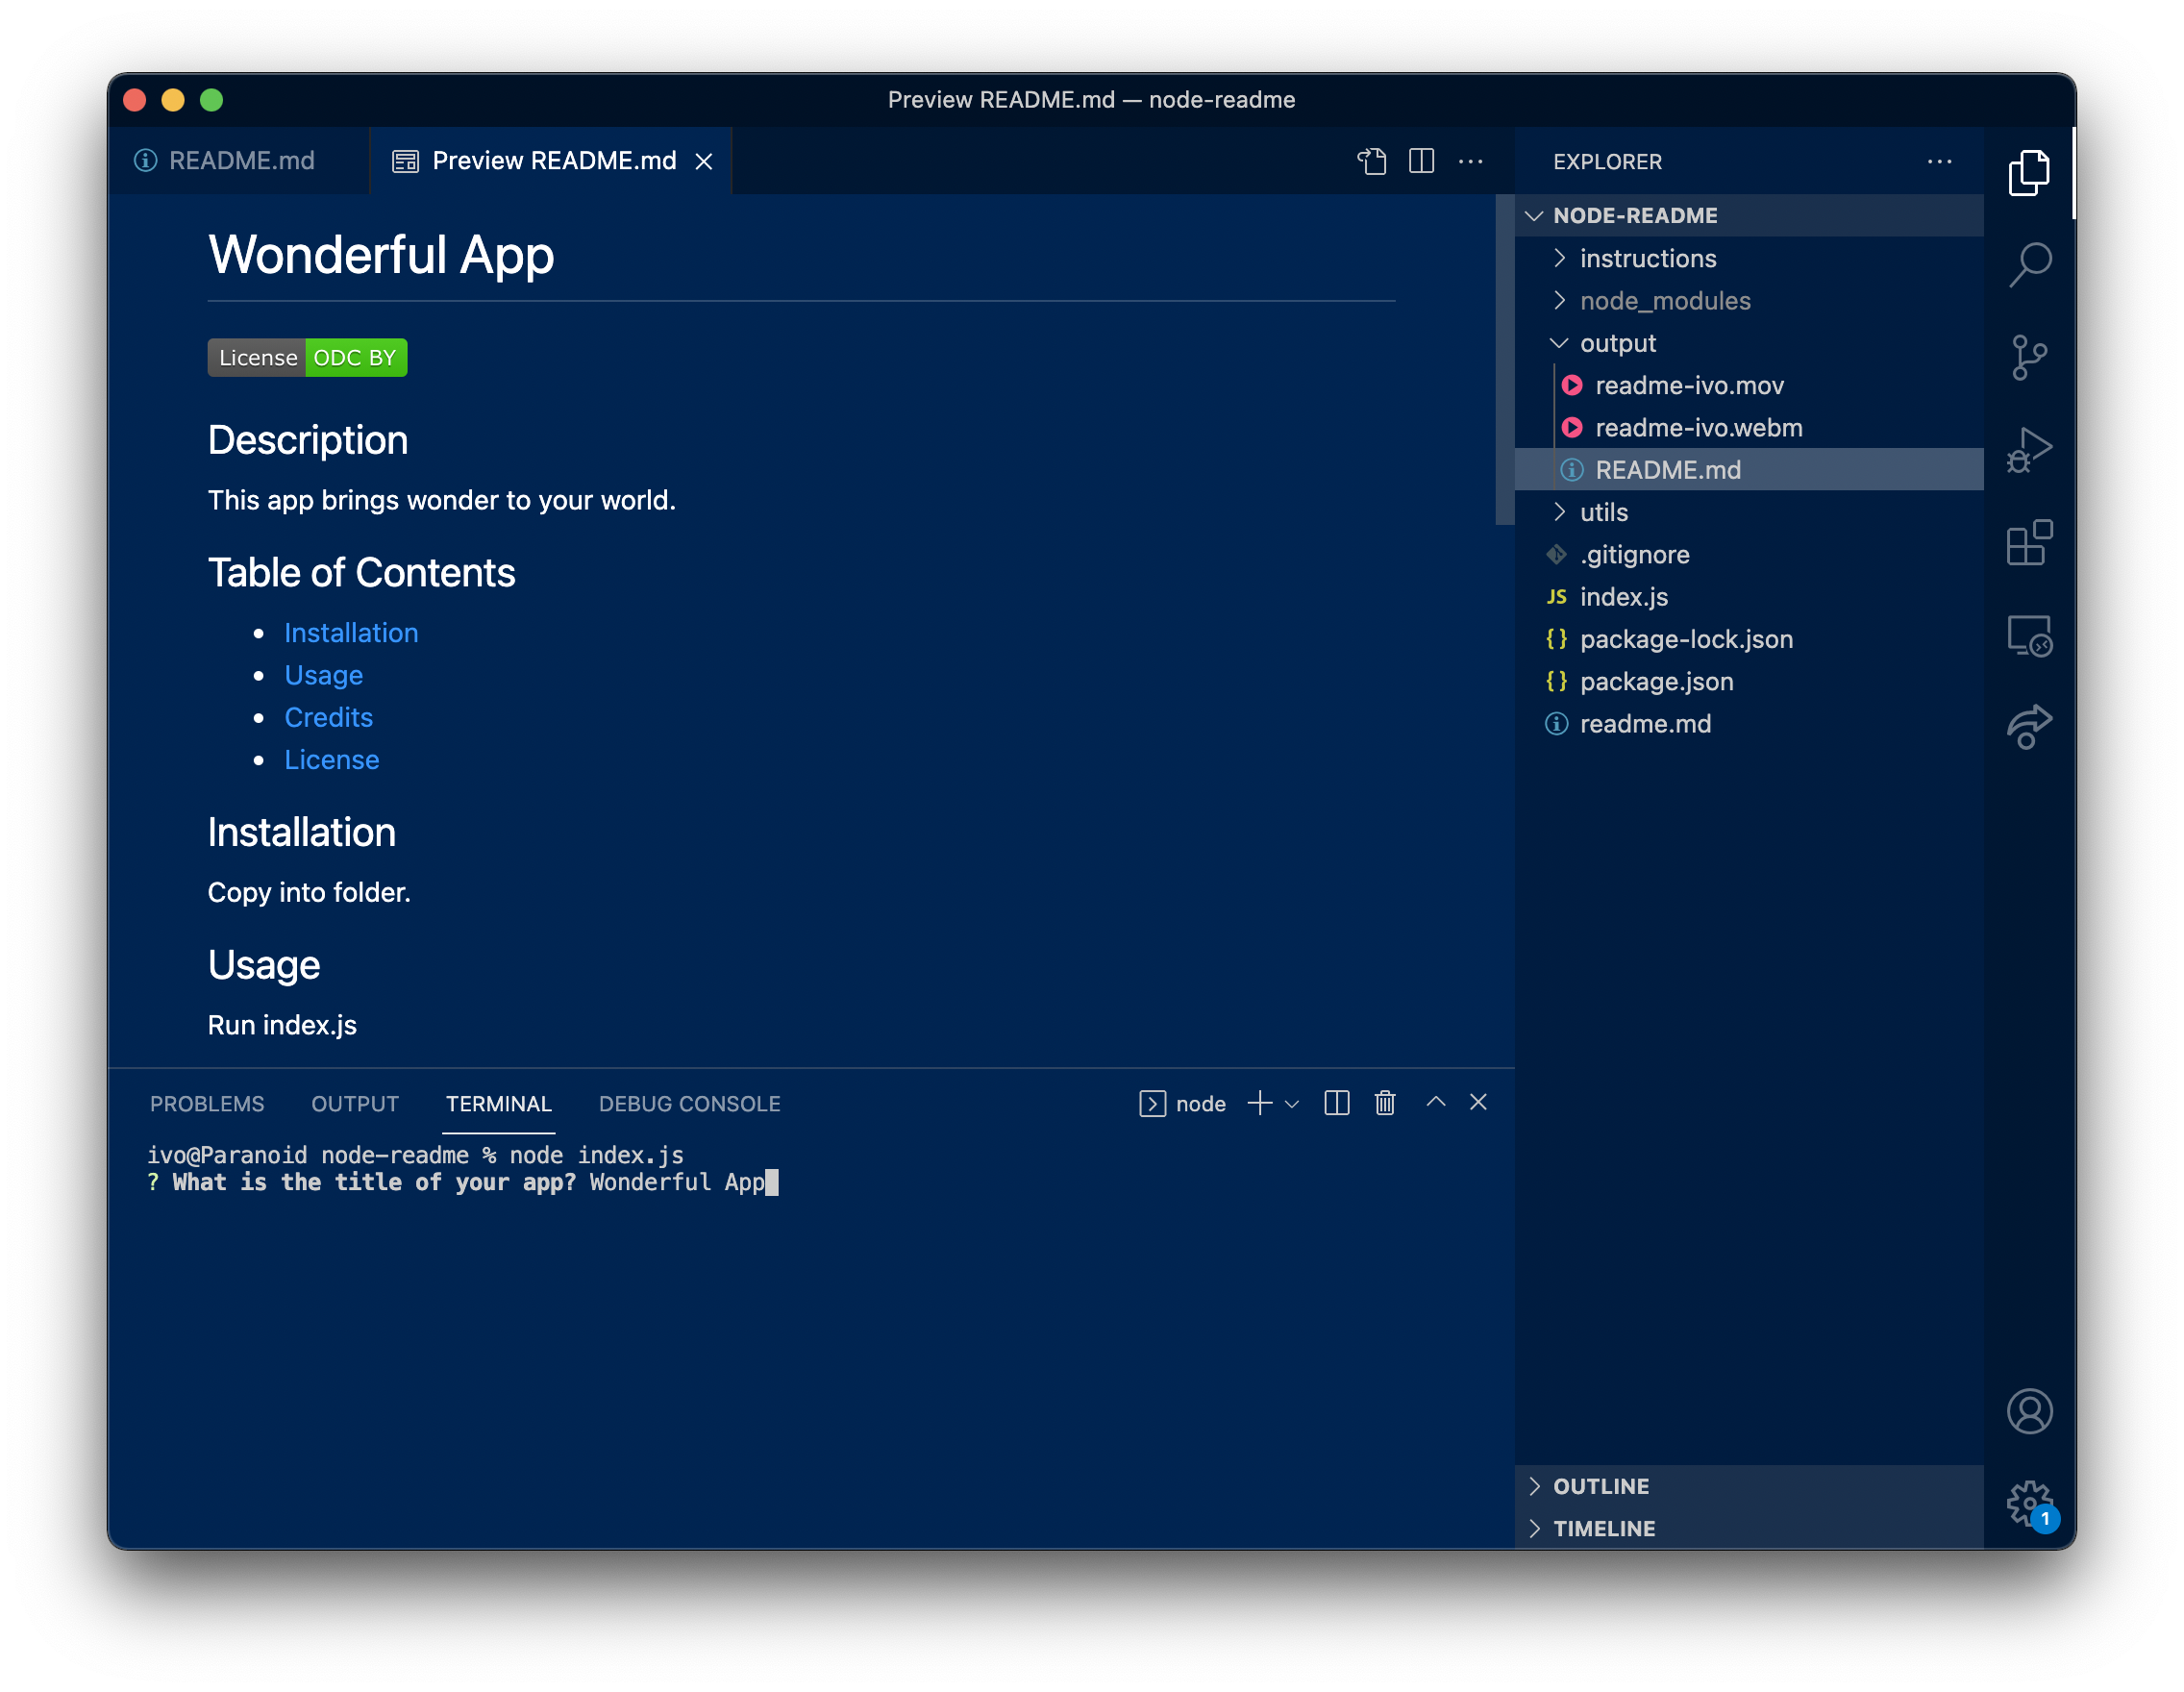 Preview README.md — node-readme
README.md
Preview README.md
Wonderful App
License ODC BY
Description
This app brings wonder to your world.
Table of Contents
Installation
Usage
Credits
License
Installation
Copy into folder.
Usage
Run index.js
PROBLEMS OUTPUT TERMINAL DEBUG CONSOLE
node
ivo@Paranoid node-readme % node index.js
? What is the title of your app? Wonderful App
EXPLORER
NODE-README
instructions
node_modules
output
readme-ivo.mov
readme-ivo.webm
README.md
utils
.gitignore
JS index.js
{} package-lock.json
{} package.json
readme.md
OUTLINE
TIMELINE
1